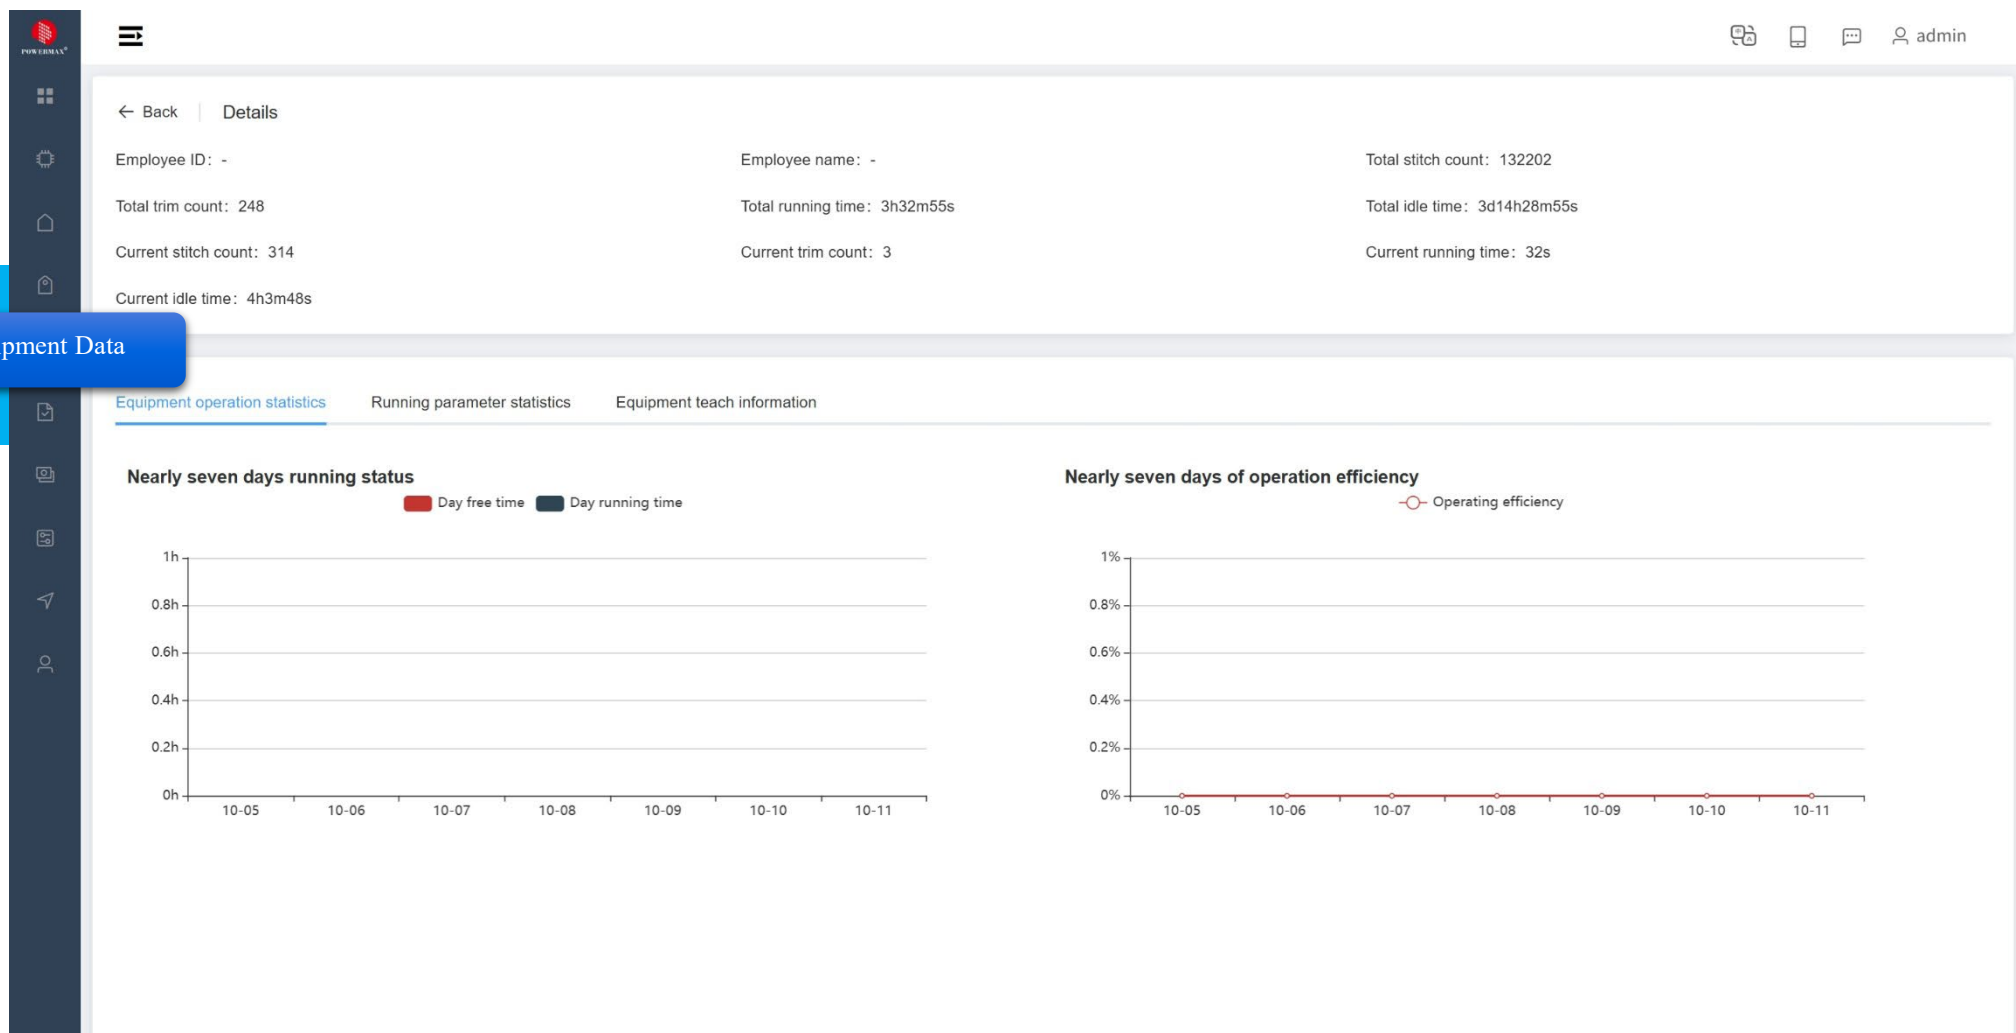 POWERMAX®
admin
Back
Details
Employee ID: -
Employee name: -
Total stitch count: 132202
Total trim count: 248
Total running time: 3h32m55s
Total idle time: 3d14h28m55s
Current stitch count: 314
Current trim count: 3
Current running time: 32s
Current idle time: 4h3m48s
pment Data
Equipment operation statistics
Running parameter statistics
Equipment teach information
Nearly seven days running status
Day free time
Day running time
1h
0.8h
0.6h
0.4h
0.2h
0h
10-05
10-06
10-07
10-08
10-09
10-10
10-11
Nearly seven days of operation efficiency
Operating efficiency
1%
0.8%
0.6%
0.4%
0.2%
0%
10-05
10-06
10-07
10-08
10-09
10-10
10-11